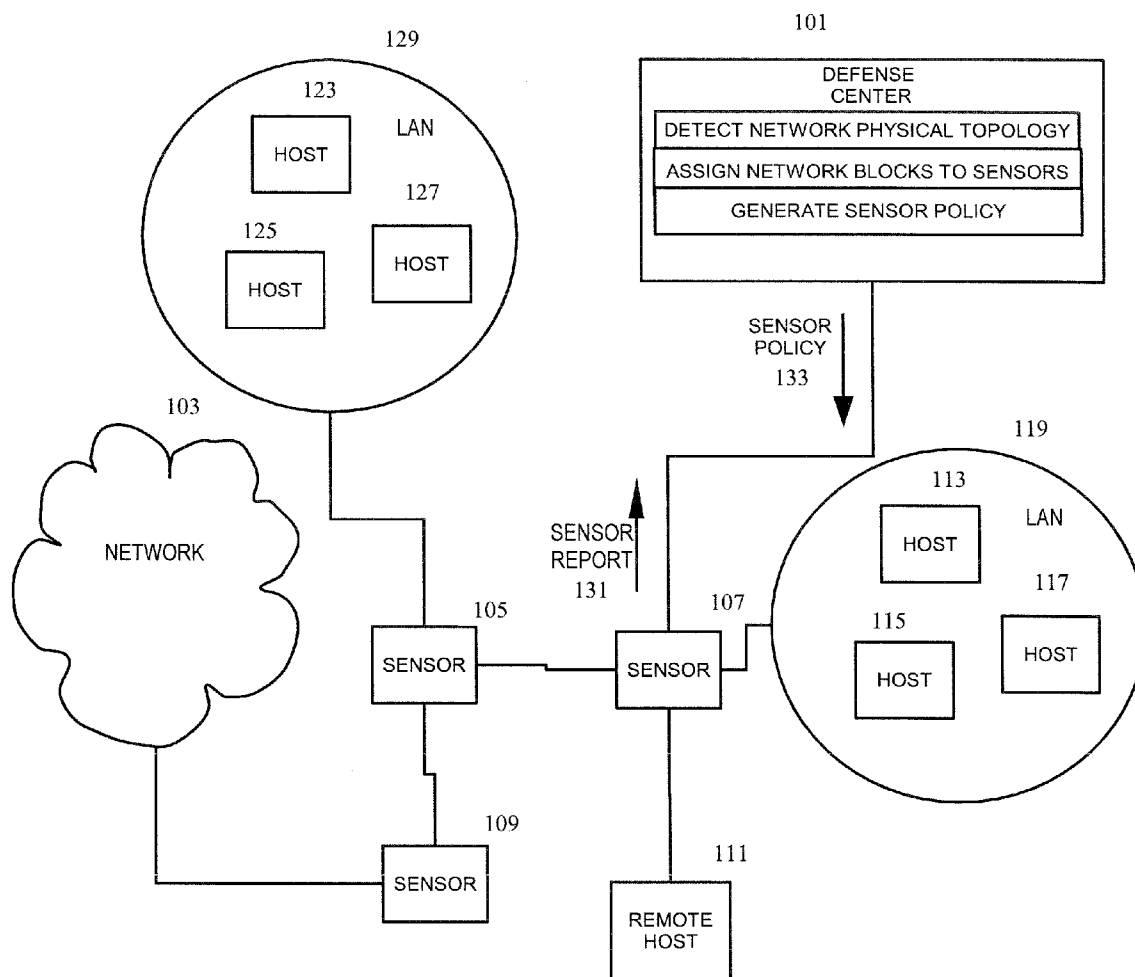 101
129
DEFENSE
CENTER
DETECT NETWORK PHYSICAL TOPOLOGY
ASSIGN NETWORK BLOCKS TO SENSORS
GENERATE SENSOR POLICY
123
HOST
LAN
127
HOST
125
HOST
SENSOR
POLICY
133
103
NETWORK
119
113
HOST
LAN
117
HOST
115
HOST
SENSOR
REPORT
131
105
SENSOR
107
SENSOR
109
SENSOR
111
REMOTE
HOST